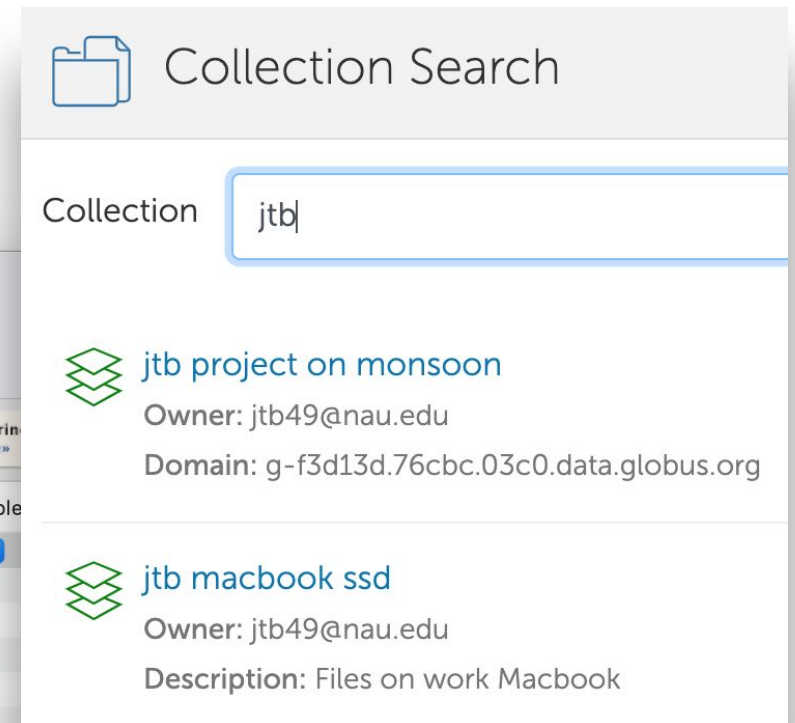 Collection Search
Collection
jtb
jtb project on monsoon
Owner: jtb49@nau.edu
Domain: g-f3d13d.76cbc.03c0.data.globus.org
jtb macbook ssd
Owner: jtb49@nau.edu
Description: Files on work Macbook